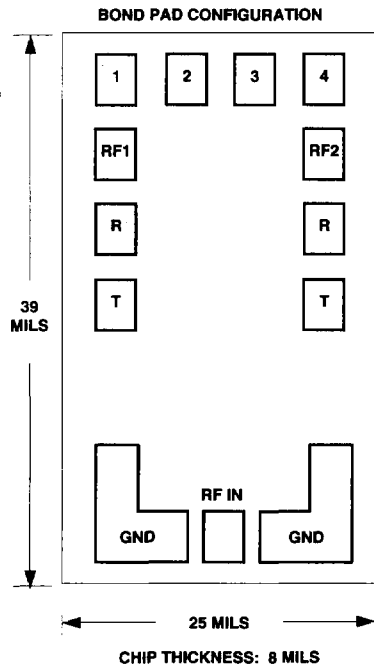 BOND PAD CONFIGURATION
1 2 3 4
RF1 RF2
R R
T T
39
MILS
RF IN
GND GND
25 MILS
CHIP THICKNESS: 8 MILS